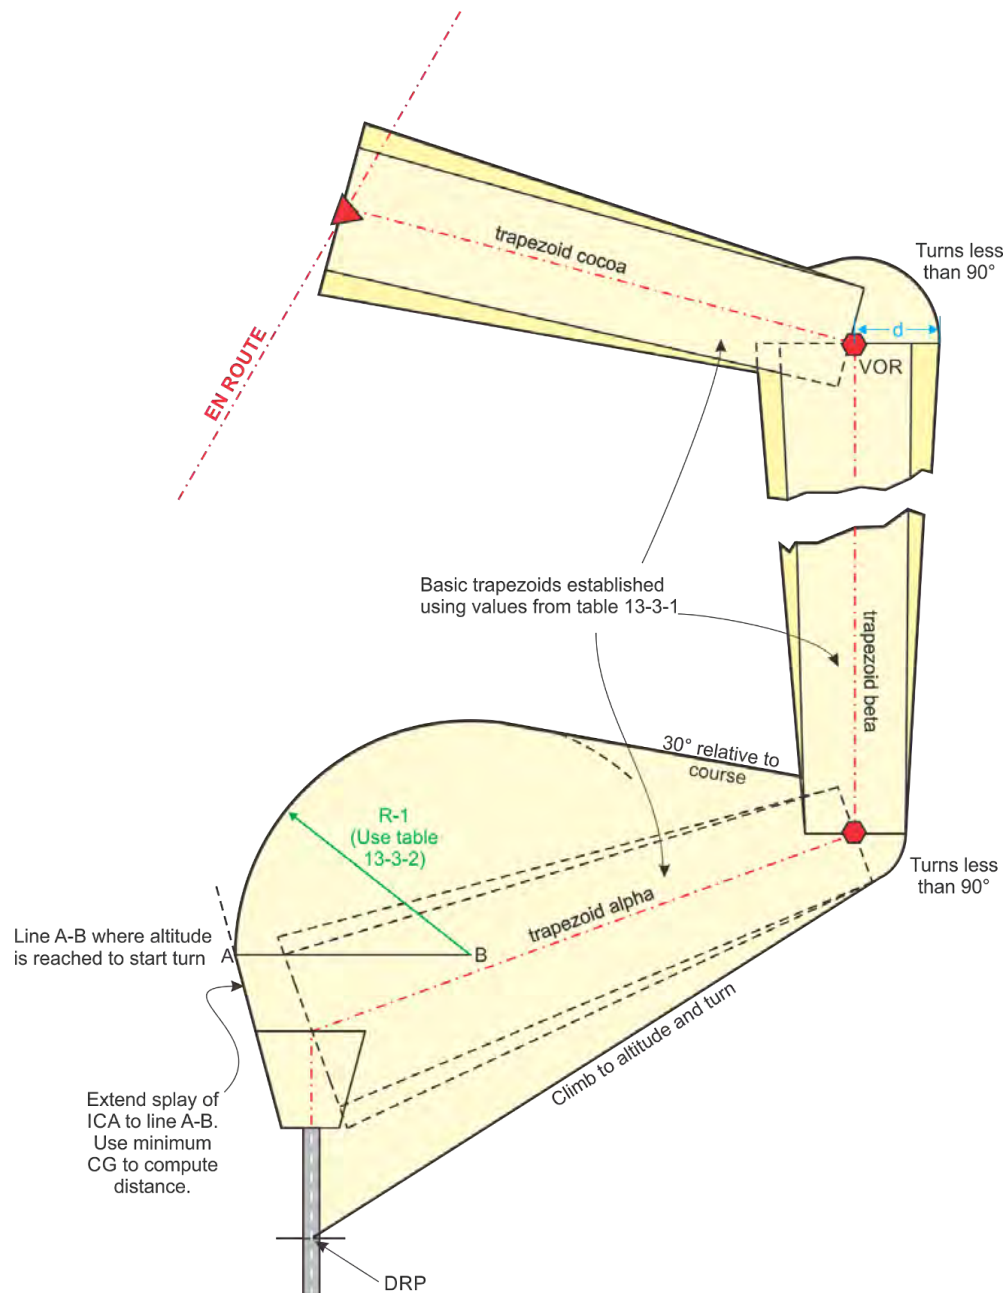 trapezoid cocoa
Turns less
than 90°
d
VOR
EN ROUTE
Basic trapezoids established
using values from table 13-3-1
trapezoid beta
30° relative to
course
R-1
(Use table
13-3-2)
Turns less
than 90°
trapezoid alpha
Line A-B where altitude
is reached to start turn
A
B
Climb to altitude and turn
Extend splay of
ICA to line A-B.
Use minimum
CG to compute
distance.
DRP